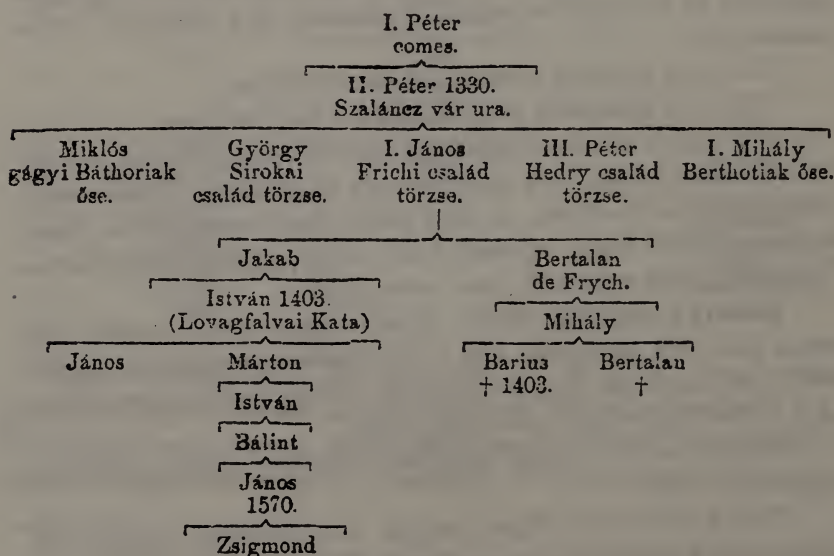 I. Péter
comes.
II. Péter 1330.
Szaláncz vár ura.
Miklós György I. János III. Péter I. Mihály
gágyi Báthoriak Sirokai Frichi család Hedry család Berthotiak őse.
őse. család törzse. törzse. törzse.
Jakab Bertalan
de Frych.
István 1403.
(Lovagfalvai Kata) Mihály
János Márton Barius Bertalan
† 1403. †
István
Bálint
János
1570.
Zsigmond